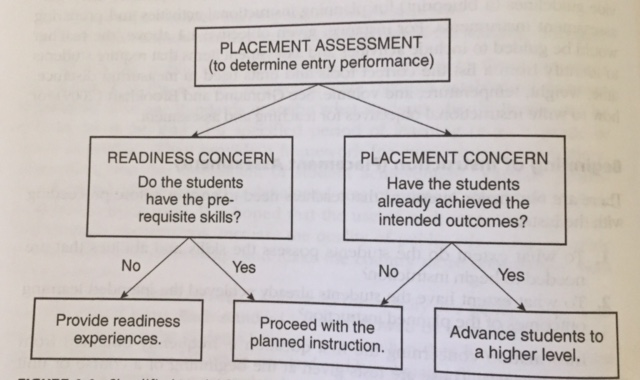 PLACEMENT ASSESSMENT
(to determine entry performance)
READINESS CONCERN
Do the students
have the pre-
requisite skills?
PLACEMENT CONCERN
Have the students
already achieved the
intended outcomes?
No
Yes
No
Yes
Provide readiness
experiences.
Proceed with the
planned instruction.
Advance students to
a higher level.